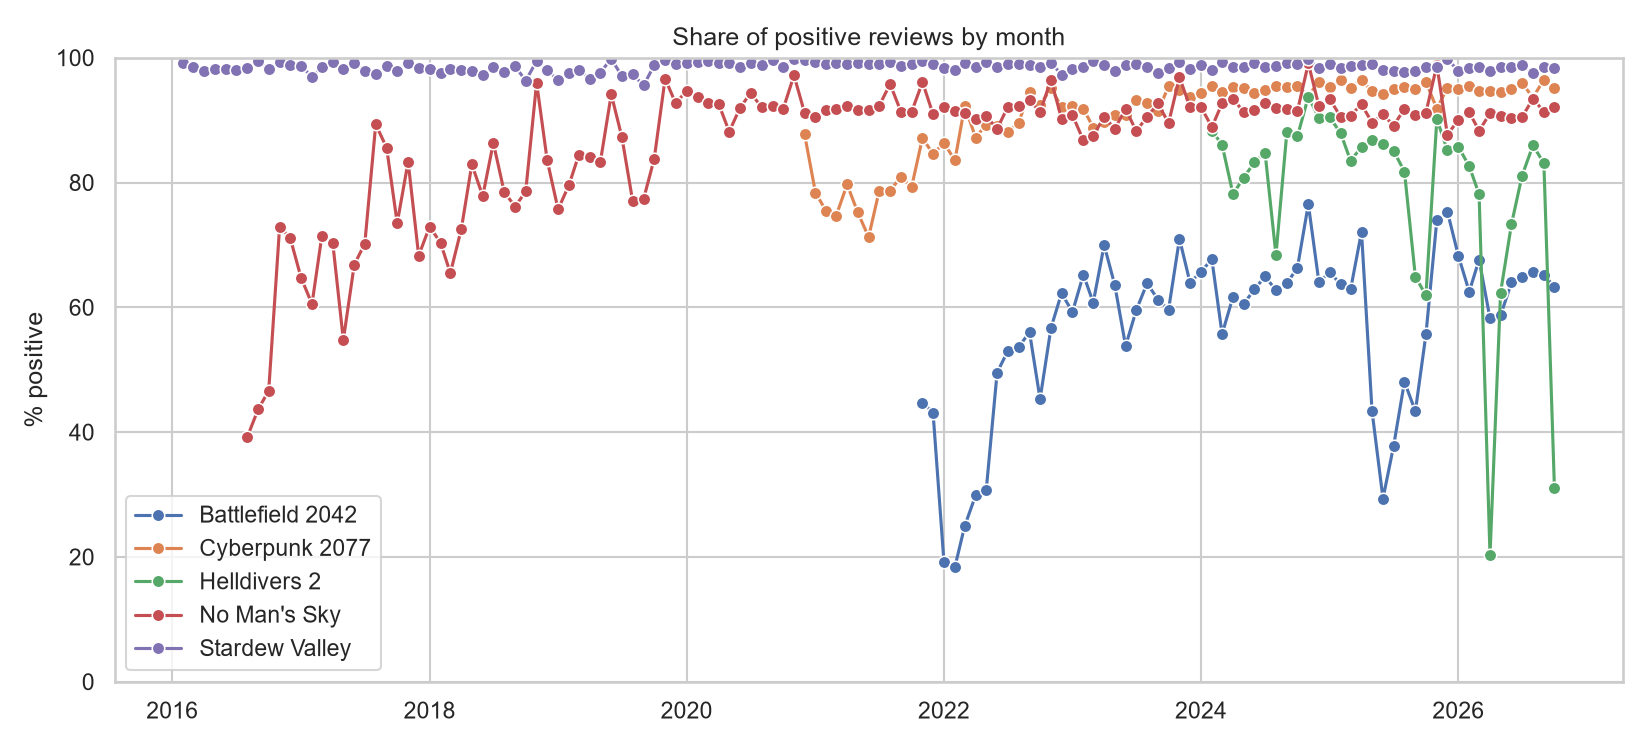 Share of positive reviews by month
100
80
60
40
20
0
% positive
2016
2018
2020
2022
2024
2026
Battlefield 2042
Cyberpunk 2077
Helldivers 2
No Man's Sky
Stardew Valley